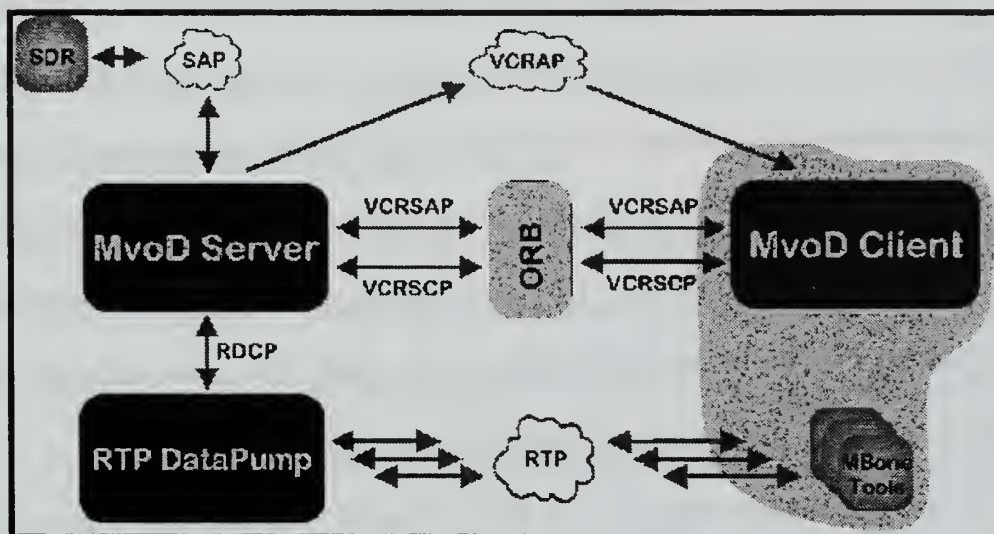 SDR
SAP
VCRAP
VCRSAP
VCRSAP
MvoD Server
ORB
MvoD Client
VCRSCP
VCRSCP
RDCP
RTP DataPump
RTP
MBone
Tools